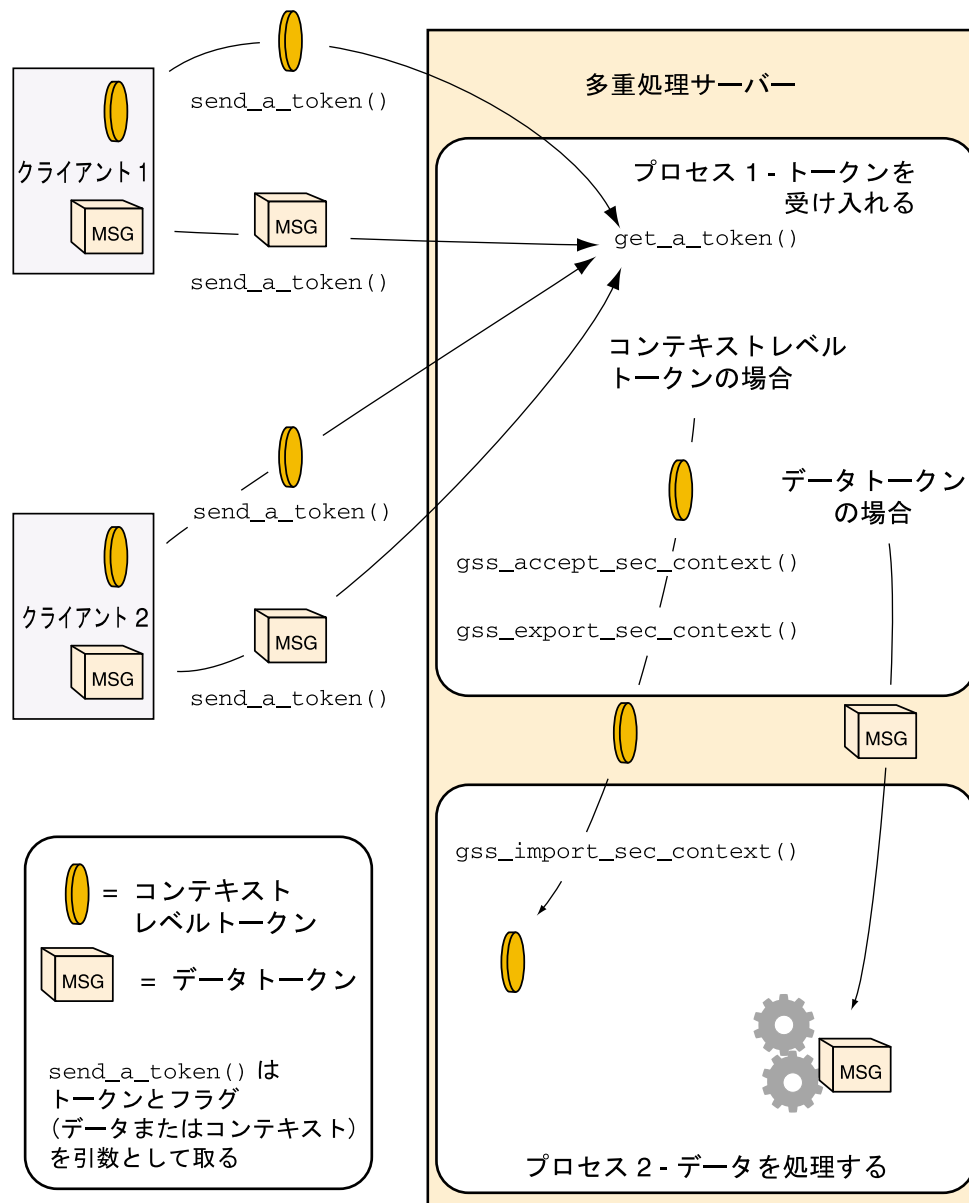 send_a_token()
クライアント 1
MSG
MSG
send_a_token()
send_a_token()
クライアント 2
MSG
MSG
send_a_token()
多重処理サーバー
プロセス 1 - トークンを
受け入れる
get_a_token()
コンテキストレベル
トークンの場合
データトークン
の場合
gss_accept_sec_context()
gss_export_sec_context()
MSG
gss_import_sec_context()
MSG
プロセス 2 - データを処理する
= コンテキスト
レベルトークン
MSG = データトークン
send_a_token() は
トークンとフラグ
（データまたはコンテキスト）
を引数として取る